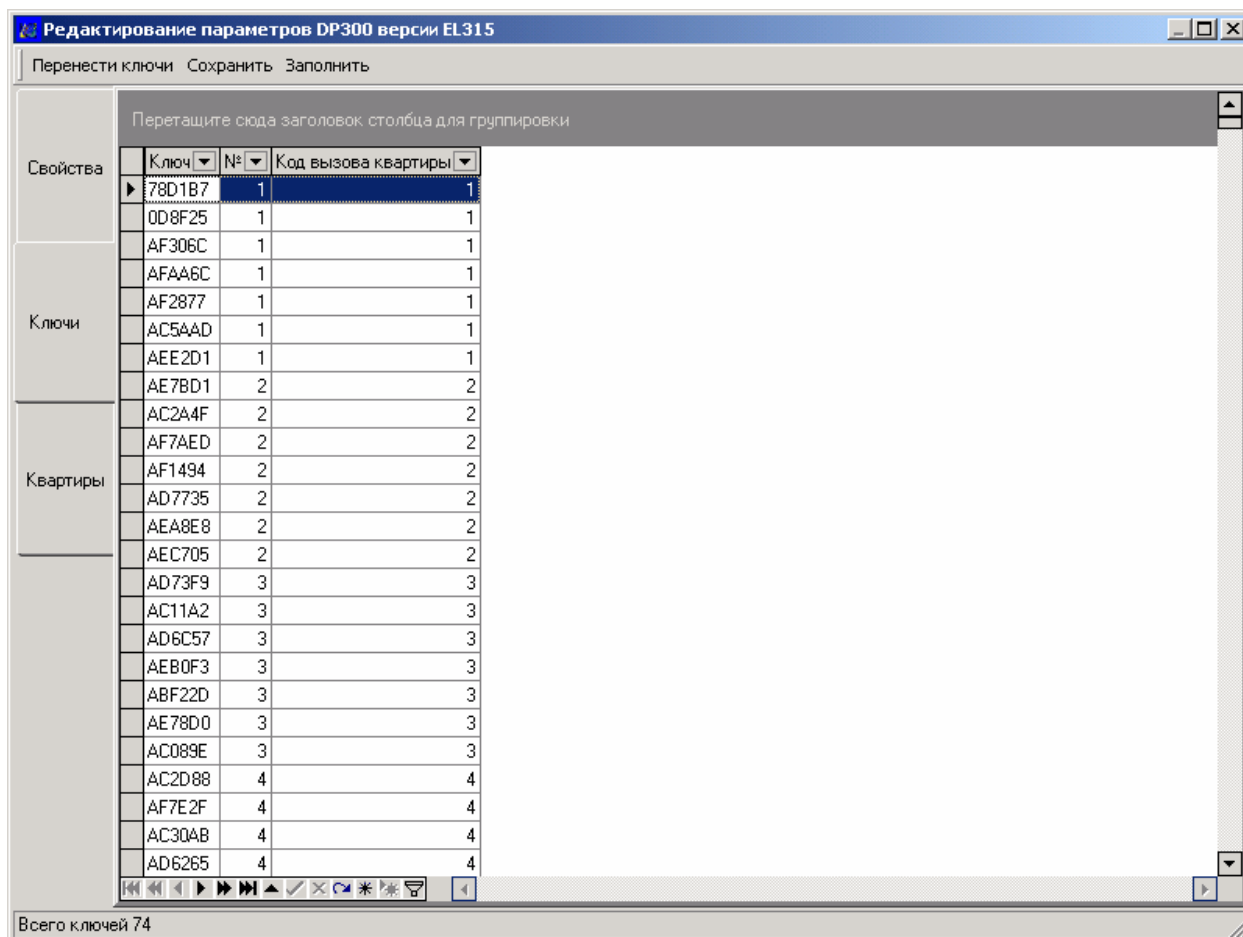 Редактирование параметров DP300 версии EL315
Перенести ключи Сохранить Заполнить
Перетащите сюда заголовок столбца для группировки
Свойства
Ключи
Квартиры
Ключ № Код вызова квартиры
78D1B7 1 1
0D8F25 1 1
AF306C 1 1
AFAA6C 1 1
AF2877 1 1
AC5AAD 1 1
AEE2D1 1 1
AE7BD1 2 2
AC2A4F 2 2
AF7AED 2 2
AF1494 2 2
AD7735 2 2
AEA8E8 2 2
AEC705 2 2
AD73F9 3 3
AC11A2 3 3
AD6C57 3 3
AEB0F3 3 3
ABF22D 3 3
AE78D0 3 3
AC089E 3 3
AC2D88 4 4
AF7E2F 4 4
AC30AB 4 4
AD6265 4 4
Всего ключей 74